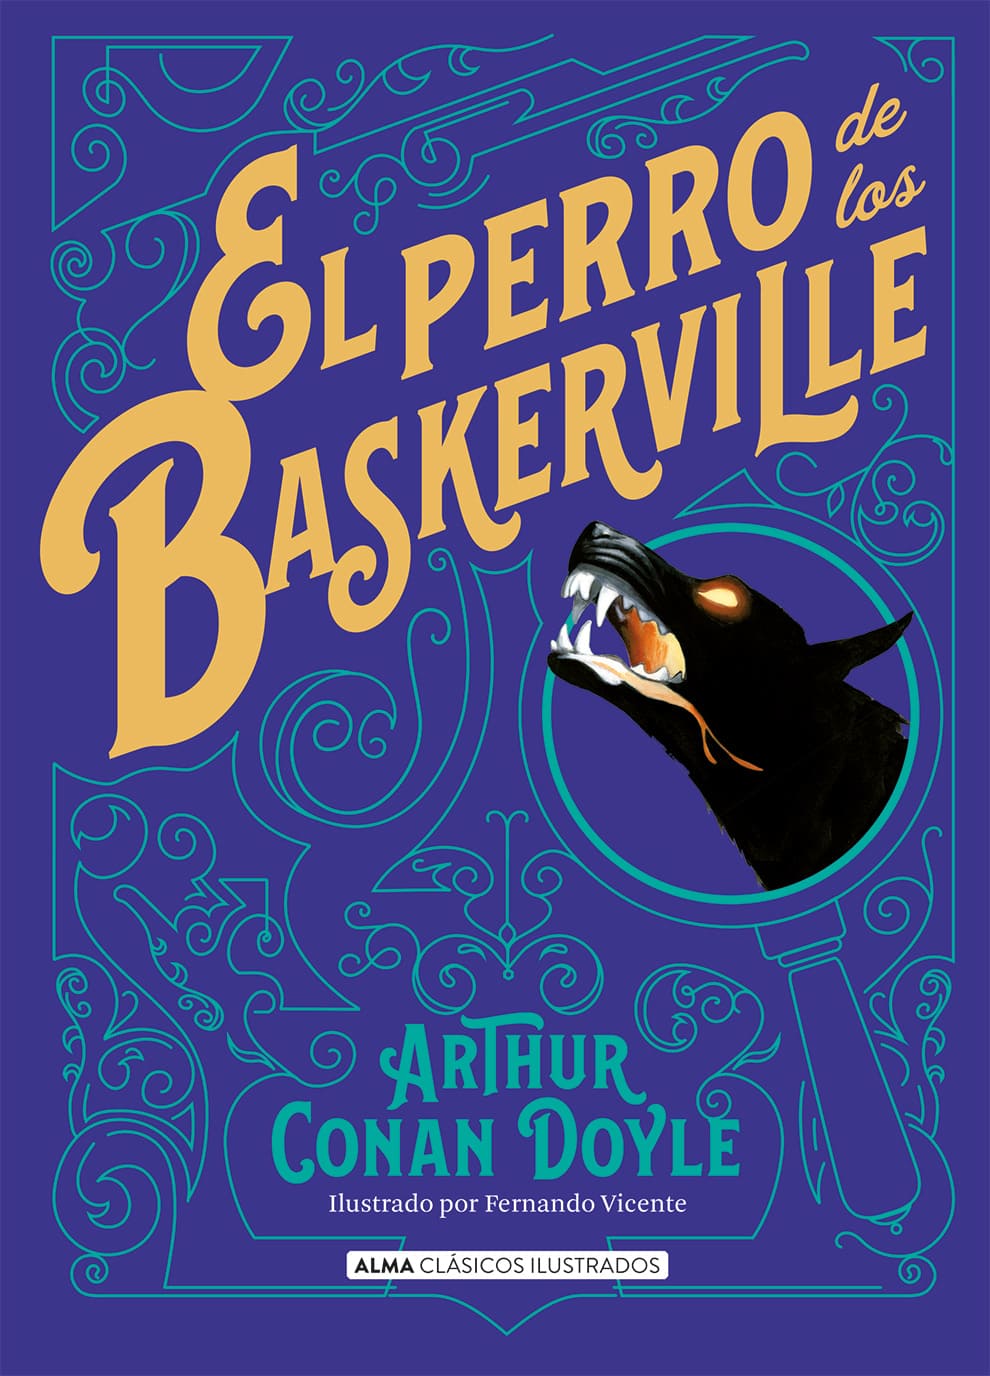 EL PERRO de los
BASKERVILLE
ARTHUR
CONAN DOYLE
Ilustrado por Fernando Vicente
ALMA CLÁSICOS ILUSTRADOS